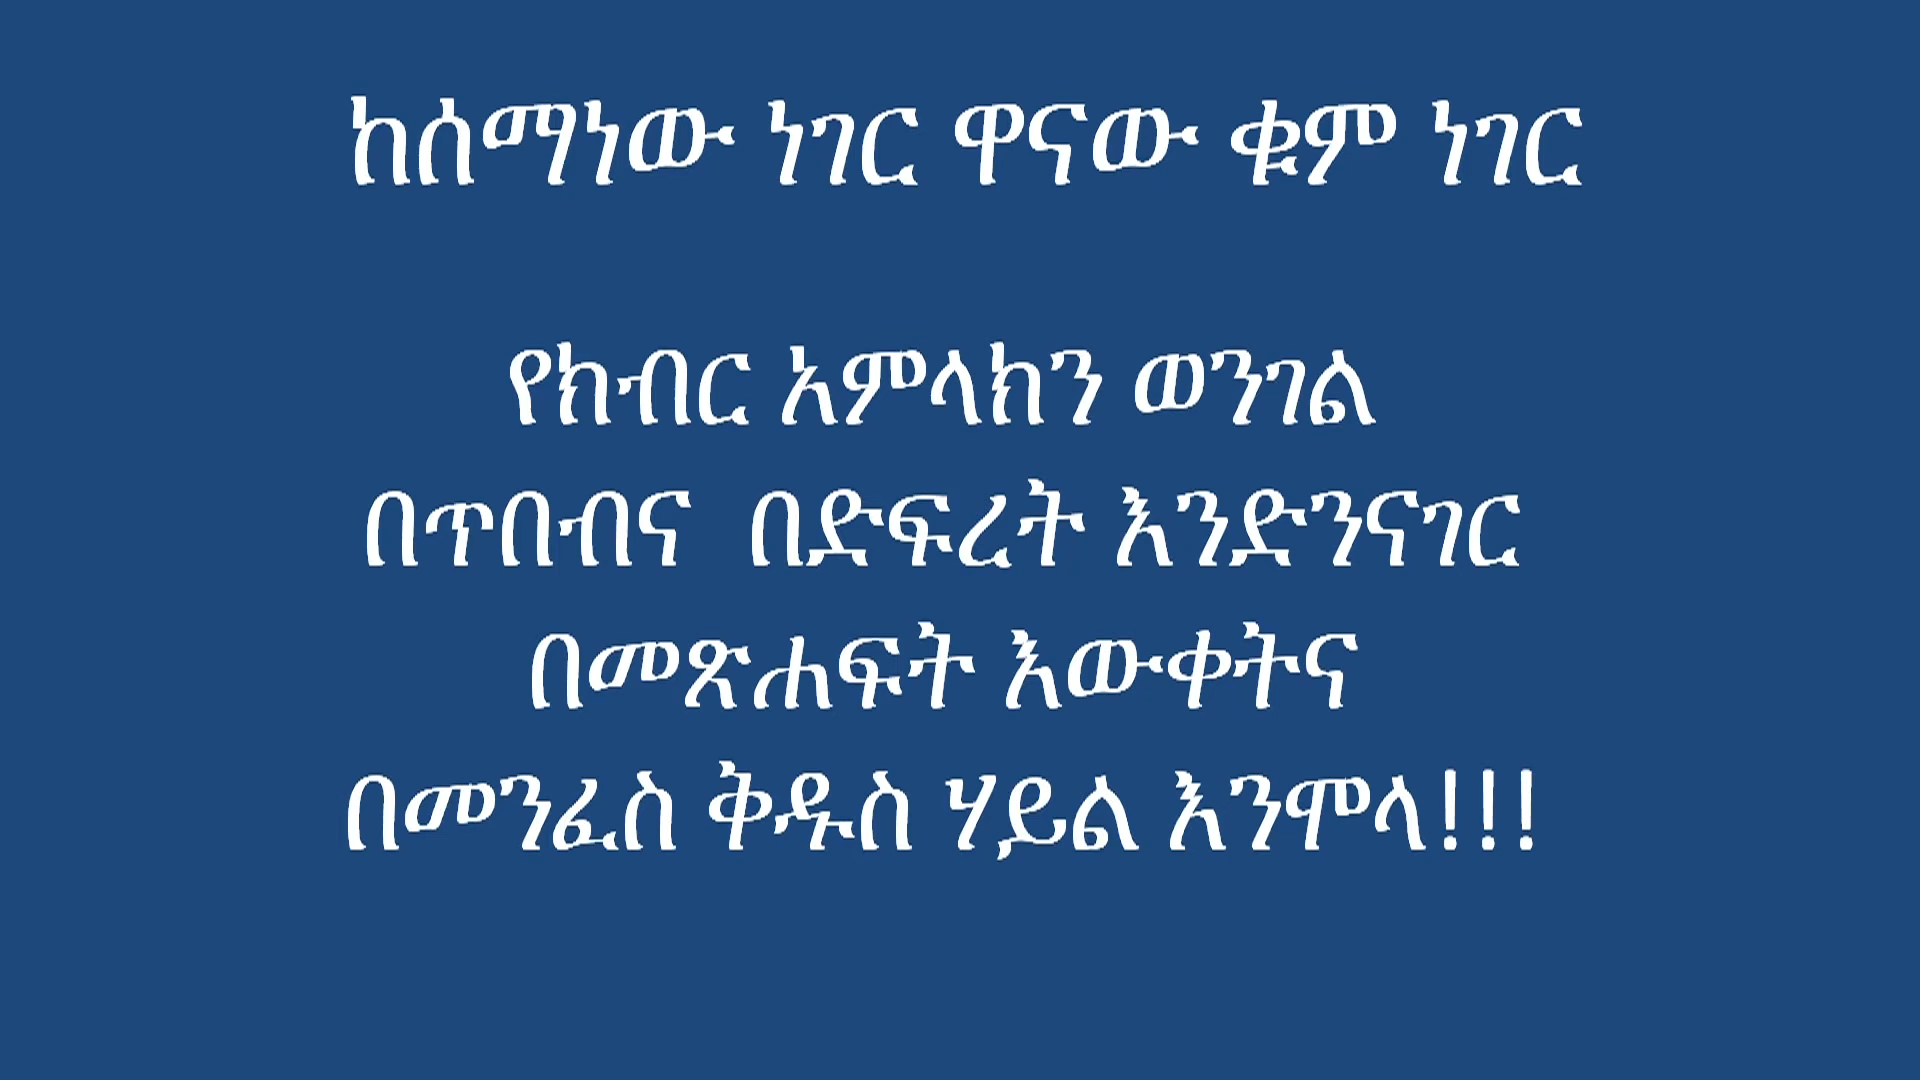 ከሰማነው ነገር ዋናው ቁም ነገር
የክብር አምላክን ወንገል
በጥበብና በድፍረት እንድንናገር
በመጽሐፍት እውቀትና
በመንፈስ ቅዱስ ሃይል እንሞላ!!!